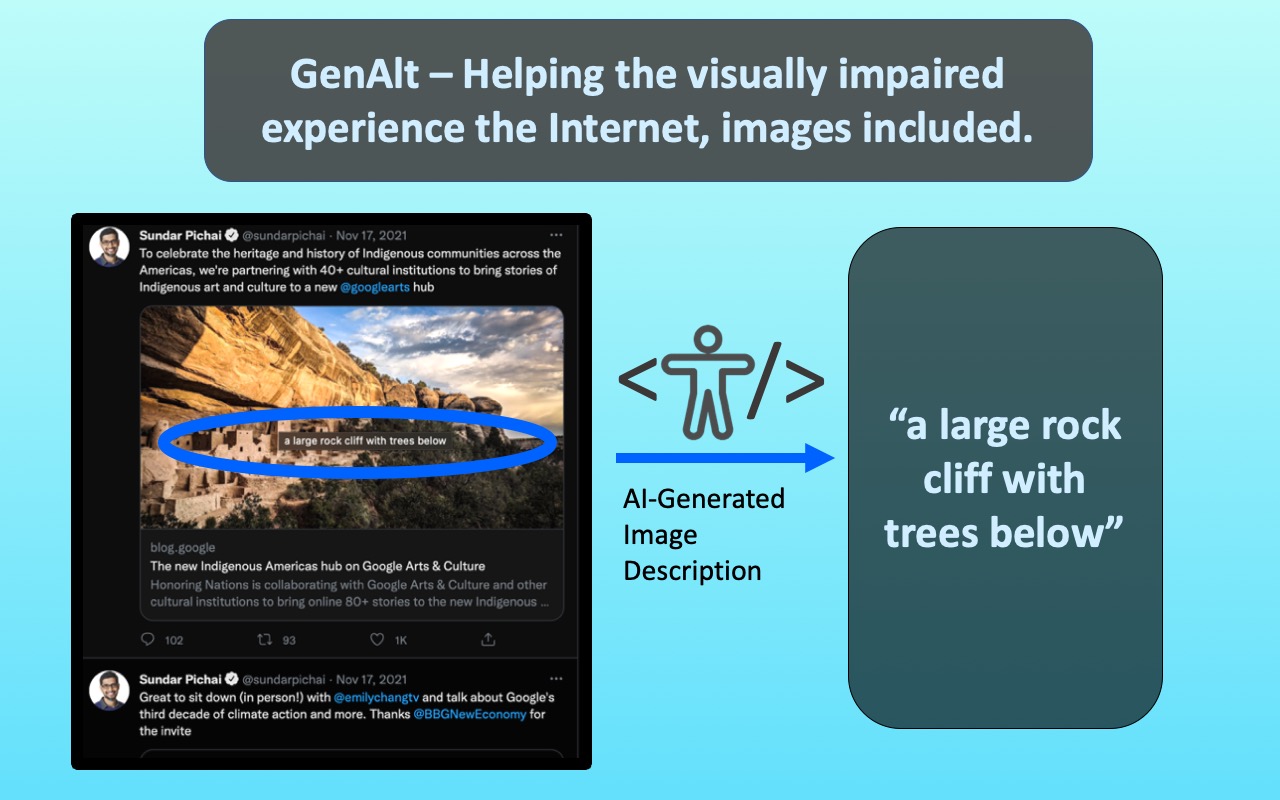 GenAlt – Helping the visually impaired
experience the Internet, images included.
Sundar Pichai @sundarpichai · Nov 17, 2021 ···
To celebrate the heritage and history of Indigenous communities across the
Americas, we're partnering with 40+ cultural institutions to bring stories of
Indigenous art and culture to a new @googlearts hub
a large rock cliff with trees below
blog.google
The new Indigenous Americas hub on Google Arts & Culture
Honoring Nations is collaborating with Google Arts & Culture and other
cultural institutions to bring online 80+ stories to the new Indigenous ...
102 93 1K
Sundar Pichai @sundarpichai · Nov 17, 2021 ···
Great to sit down (in person!) with @emilychangtv and talk about Google's
third decade of climate action and more. Thanks @BBGNewEconomy for
the invite
< />
AI-Generated
Image
Description
“a large rock
cliff with
trees below”